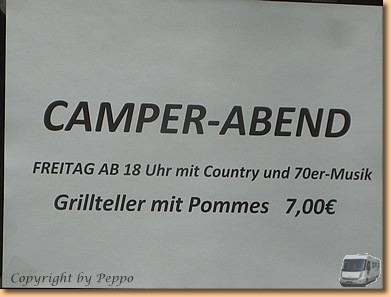 CAMPER-ABEND
FREITAG AB 18 Uhr mit Country und 70er-Musik
Grillteller mit Pommes 7,00€
Copyright by Peppo